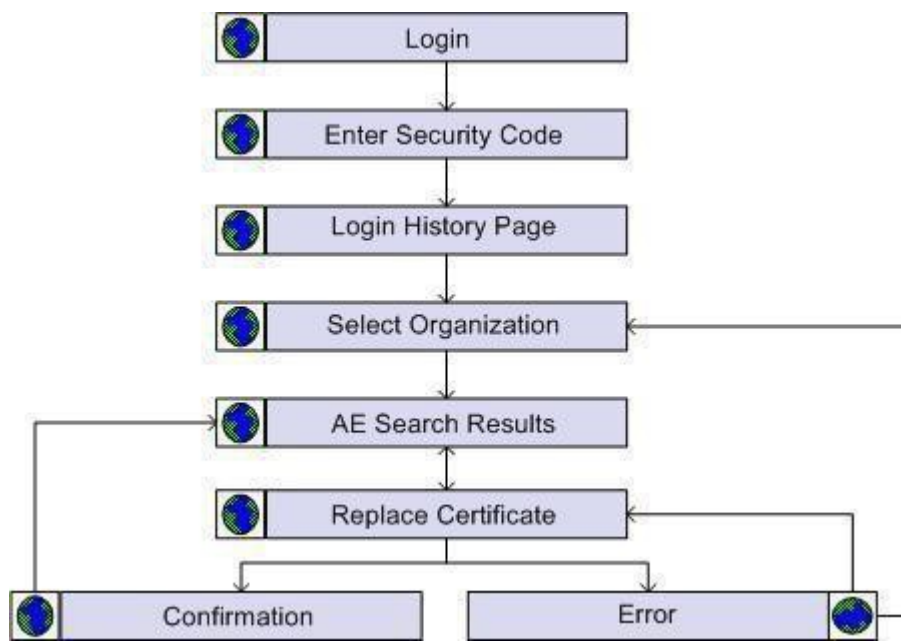 Login
Enter Security Code
Login History Page
Select Organization
AE Search Results
Replace Certificate
Confirmation
Error